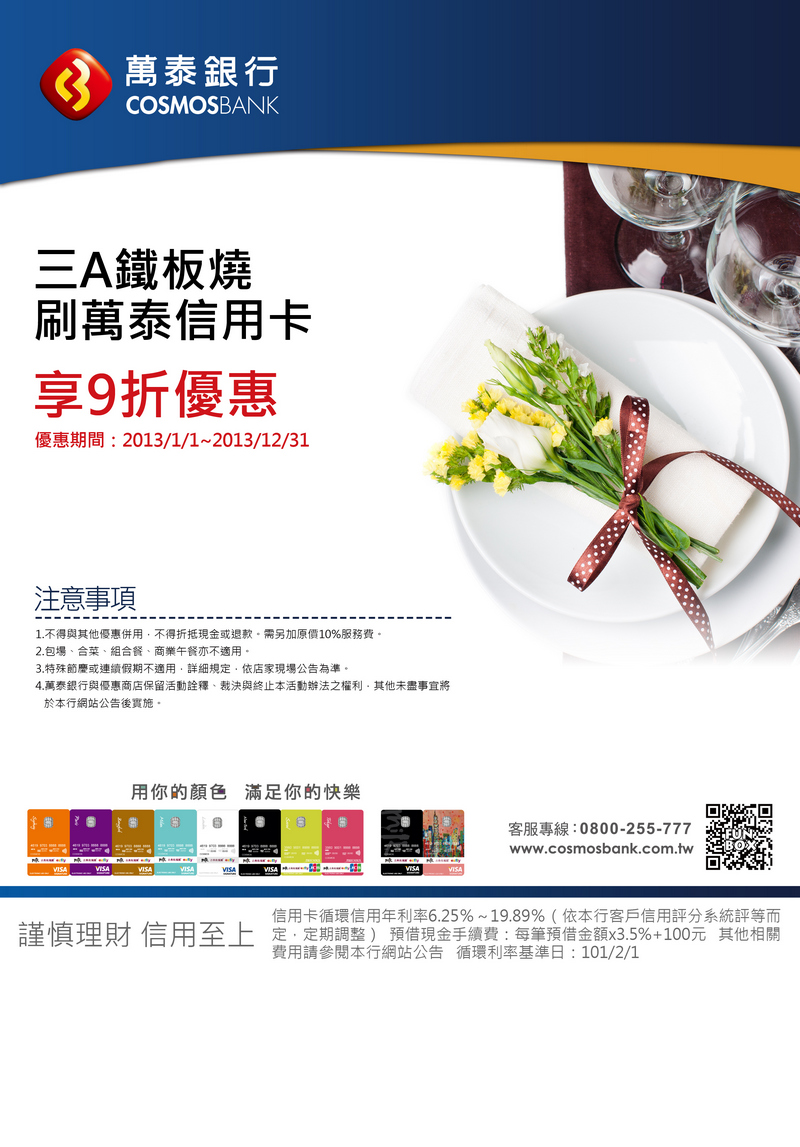 萬泰銀行
COSMOSBANK
三A鐵板燒
刷萬泰信用卡
享9折優惠
優惠期間：2013/1/1~2013/12/31
注意事項
1.不得與其他優惠併用，不得折抵現金或退款。需另加原價10%服務費。
2.包場、合菜、組合餐、商業午餐亦不適用。
3.特殊節慶或連續假期不適用，詳細規定，依店家現場公告為準。
4.萬泰銀行與優惠商店保留活動詮釋、裁決與終止本活動辦法之權利，其他未盡事宜將
於本行網站公告後實施。
用你的顏色 滿足你的快樂
VISA VISA VISA VISA VISA VISA JCB JCB VISA VISA
客服專線：0800-255-777
www.cosmosbank.com.tw
FUN
BOX
謹慎理財 信用至上
信用卡循環信用年利率6.25%～19.89%（依本行客戶信用評分系統評等而
定，定期調整） 預借現金手續費：每筆預借金額x3.5%+100元 其他相關
費用請參閱本行網站公告 循環利率基準日：101/2/1